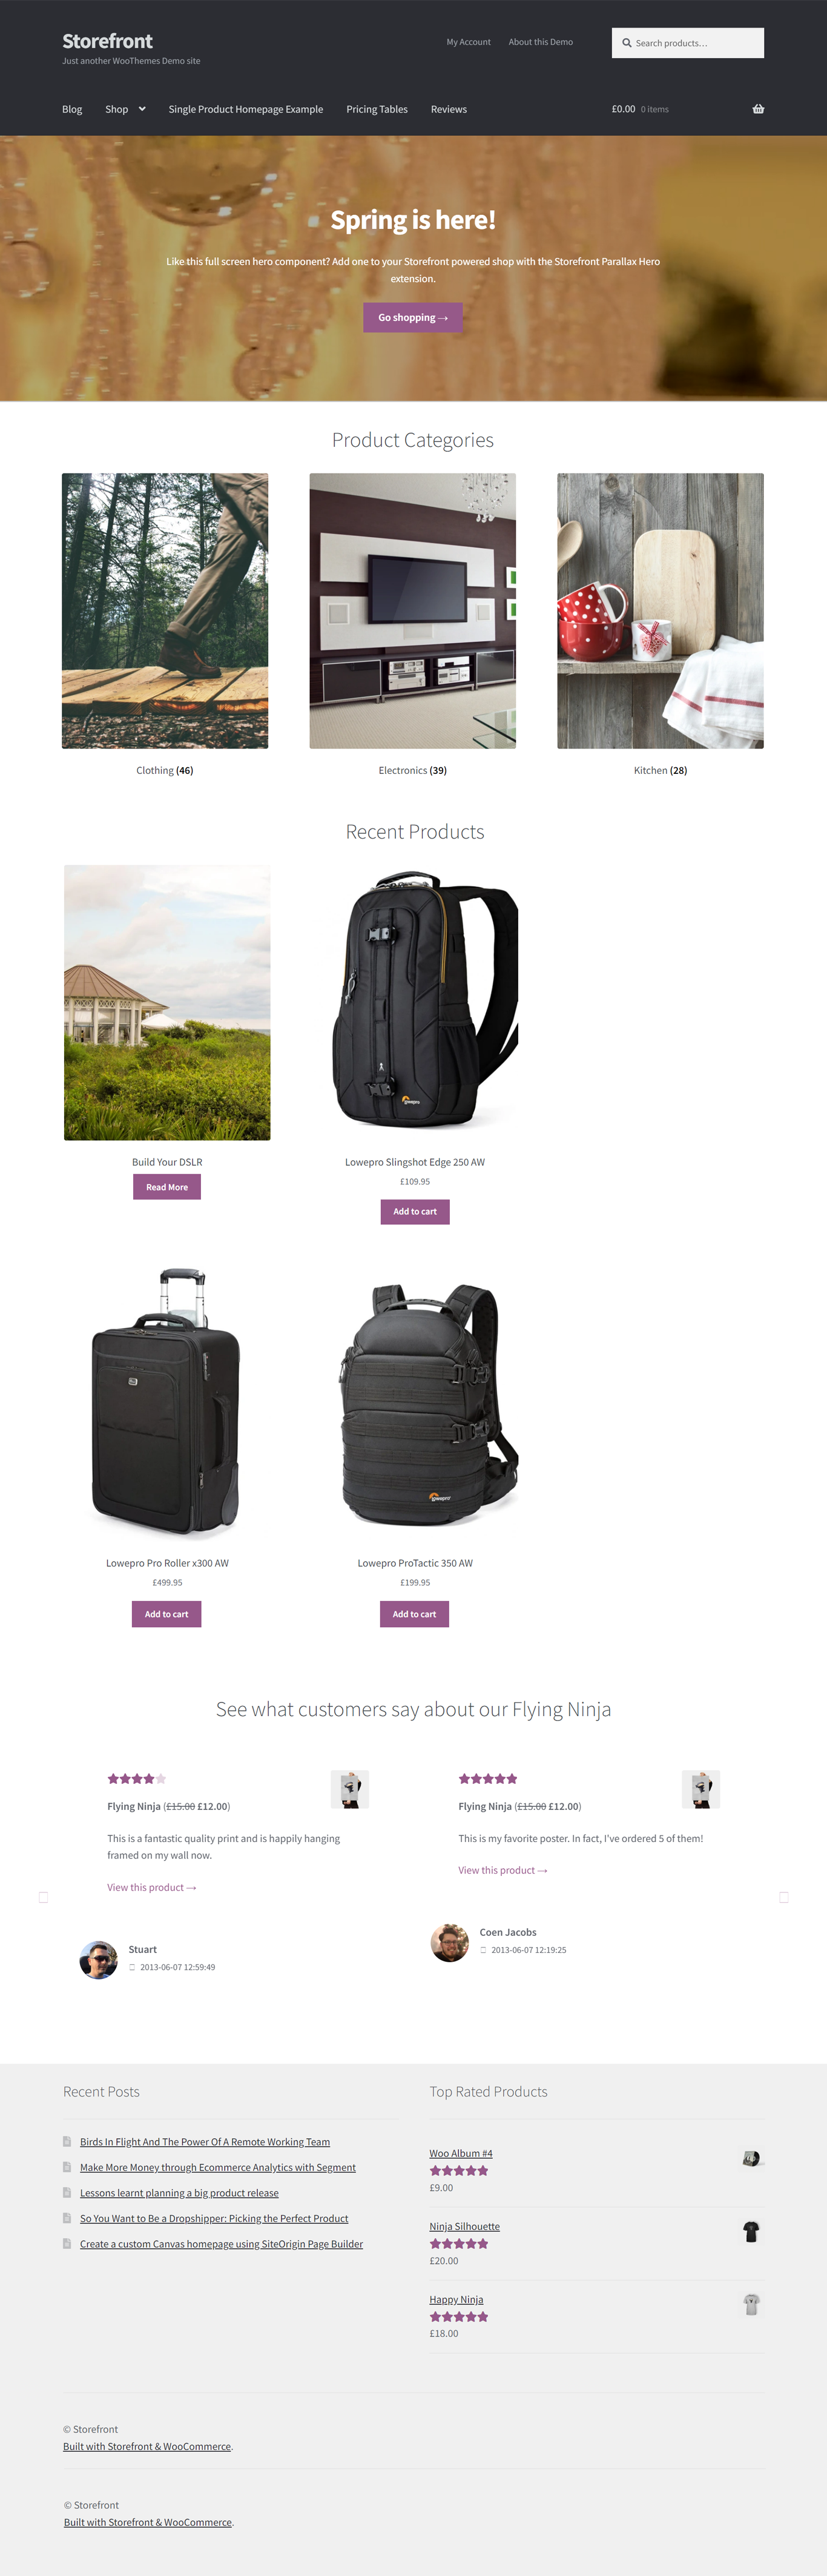 Storefront
Just another WooThemes Demo site
My Account
About this Demo
Search products…
Blog
Shop
Single Product Homepage Example
Pricing Tables
Reviews
£0.00 0 items
Spring is here!
Like this full screen hero component? Add one to your Storefront powered shop with the Storefront Parallax Hero
extension.
Go shopping →
Product Categories
Clothing (46)
Electronics (39)
Kitchen (28)
Recent Products
Build Your DSLR
Read More
Lowepro Slingshot Edge 250 AW
£109.95
Add to cart
Lowepro Pro Roller x300 AW
£499.95
Add to cart
Lowepro ProTactic 350 AW
£199.95
Add to cart
See what customers say about our Flying Ninja
Flying Ninja (£15.00 £12.00)
This is a fantastic quality print and is happily hanging
framed on my wall now.
View this product →
Stuart
2013-06-07 12:59:49
Flying Ninja (£15.00 £12.00)
This is my favorite poster. In fact, I've ordered 5 of them!
View this product →
Coen Jacobs
2013-06-07 12:19:25
Recent Posts
Birds In Flight And The Power Of A Remote Working Team
Make More Money through Ecommerce Analytics with Segment
Lessons learnt planning a big product release
So You Want to Be a Dropshipper: Picking the Perfect Product
Create a custom Canvas homepage using SiteOrigin Page Builder
Top Rated Products
Woo Album #4
£9.00
Ninja Silhouette
£20.00
Happy Ninja
£18.00
© Storefront
Built with Storefront & WooCommerce.
© Storefront
Built with Storefront & WooCommerce.